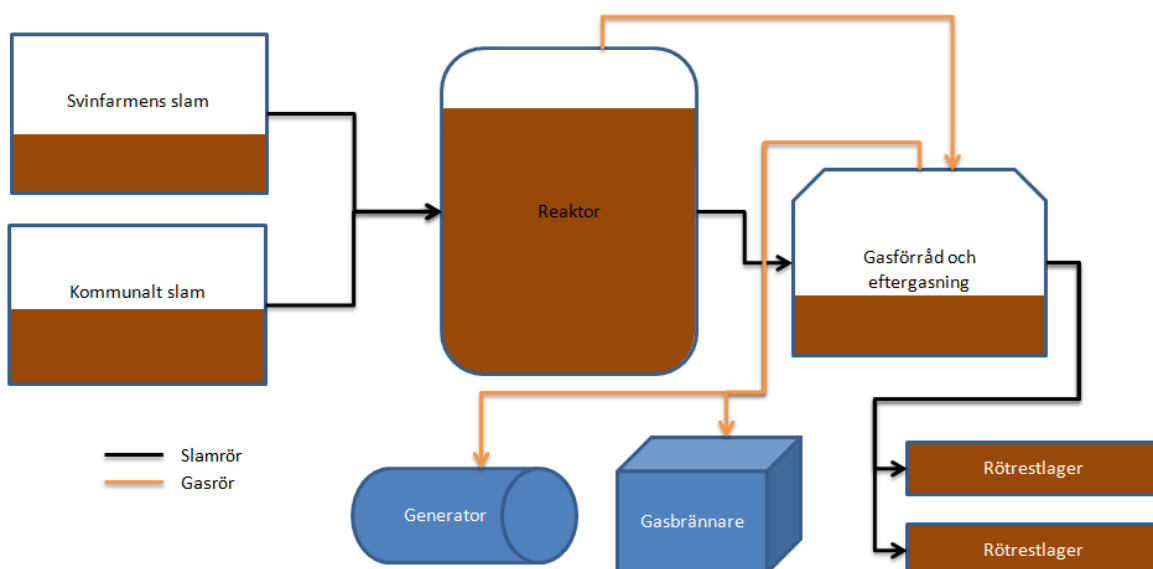 Svinfarmens slam
Kommunalt slam
Reaktor
Gasförråd och
eftergasning
Slamrör
Gasrör
Generator
Gasbrännare
Rötrestlager
Rötrestlager